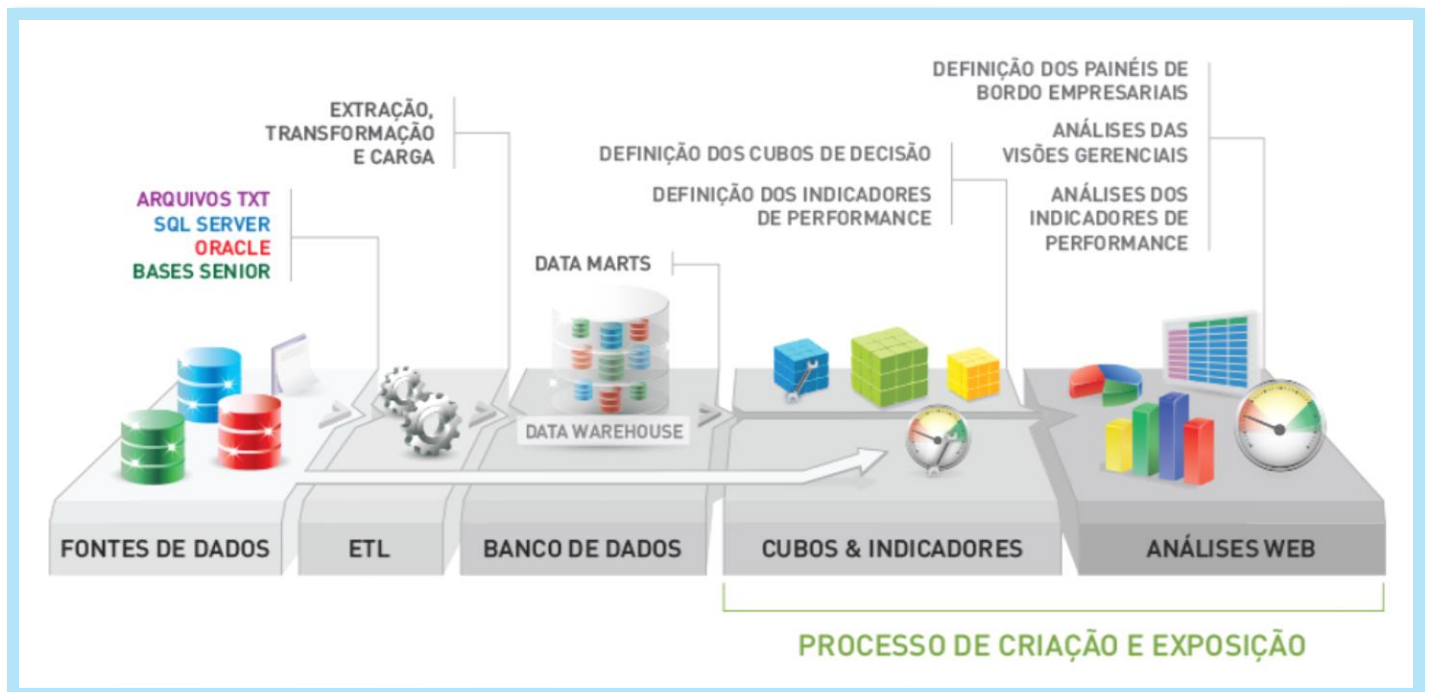 ARQUIVOS TXT
SQL SERVER
ORACLE
BASES SENIOR
EXTRAÇÃO,
TRANSFORMAÇÃO
E CARGA
DATA MARTS
DATA WAREHOUSE
DEFINIÇÃO DOS CUBOS DE DECISÃO
DEFINIÇÃO DOS INDICADORES
DE PERFORMANCE
DEFINIÇÃO DOS PAINÉIS DE
BORDO EMPRESARIAIS
ANÁLISES DAS
VISÕES GERENCIAIS
ANÁLISES DOS
INDICADORES DE
PERFORMANCE
FONTES DE DADOS
ETL
BANCO DE DADOS
CUBOS & INDICADORES
ANÁLISES WEB
PROCESSO DE CRIAÇÃO E EXPOSIÇÃO